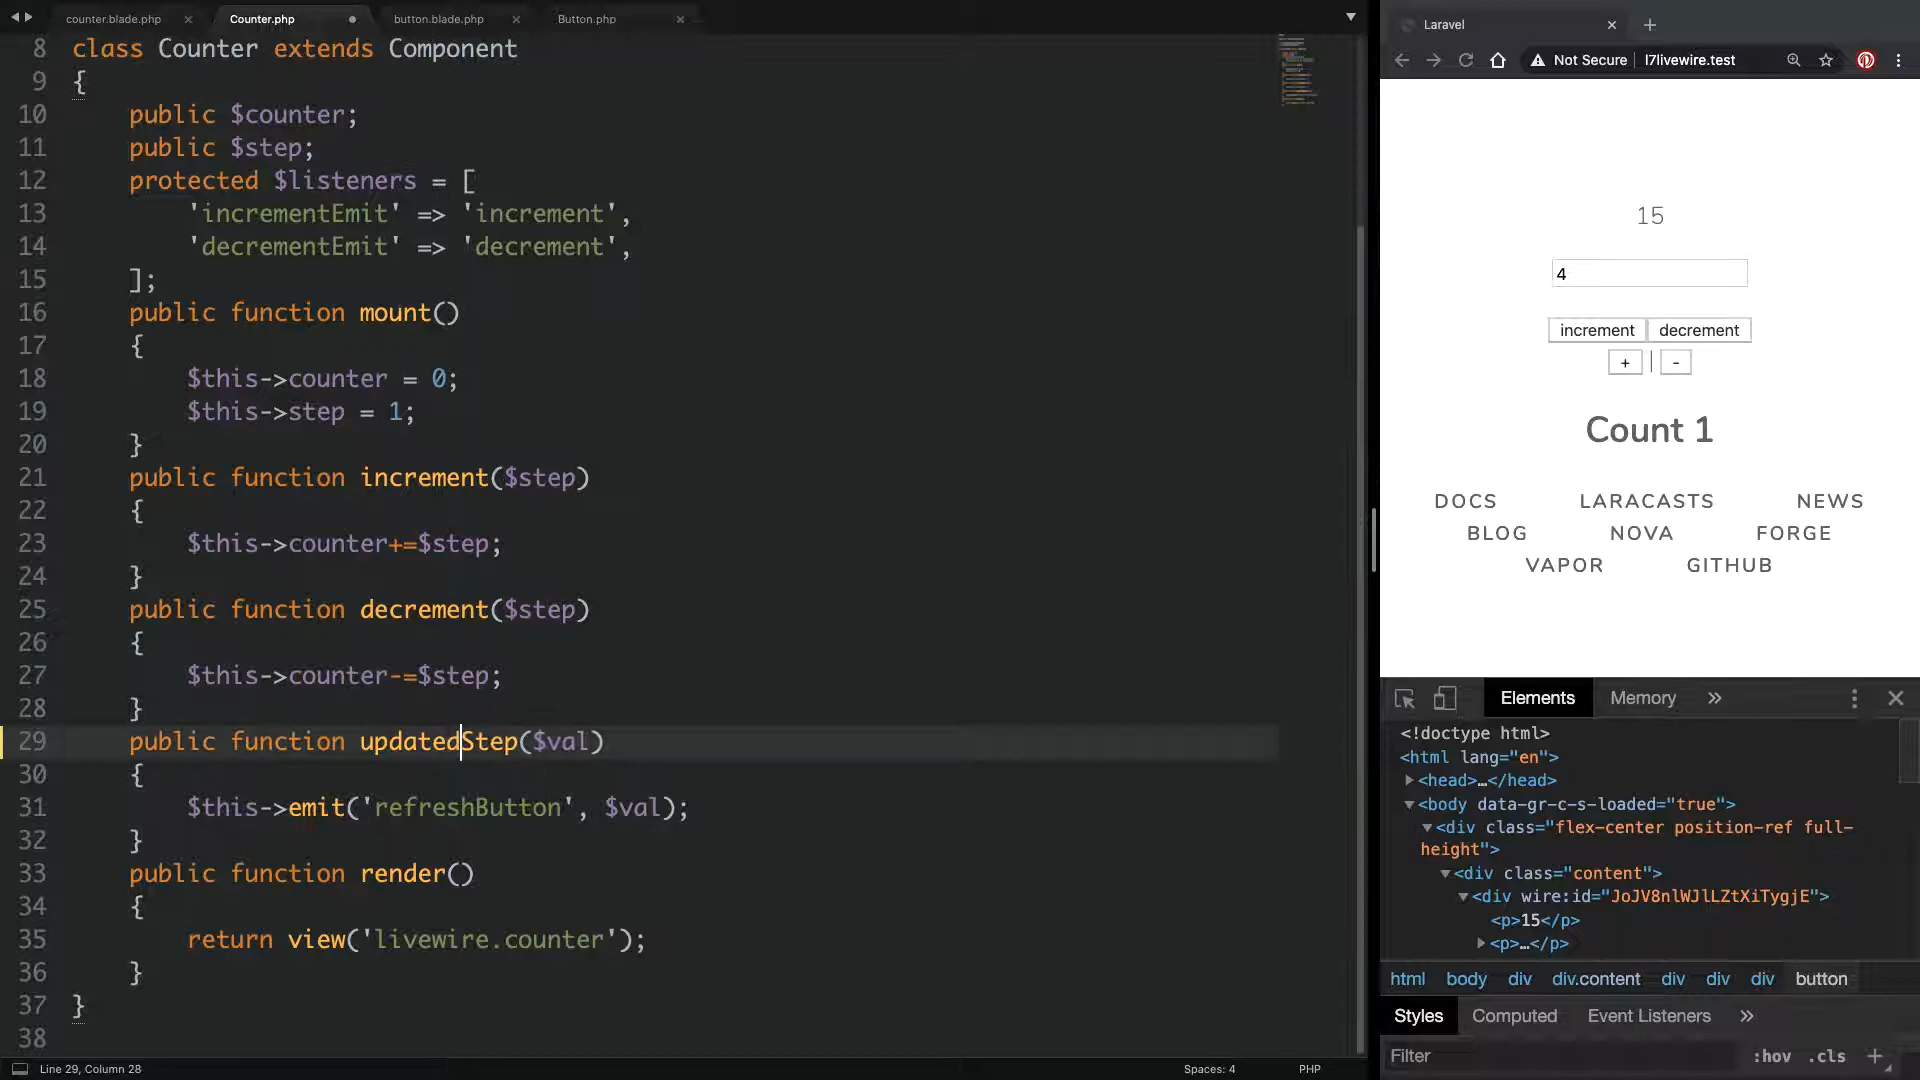 counter.blade.php
Counter.php
button.blade.php
Button.php
8 class Counter extends Component
9 {
10 public $counter;
11 public $step;
12 protected $listeners = [
13 'incrementEmit' => 'increment',
14 'decrementEmit' => 'decrement',
15 ];
16 public function mount()
17 {
18 $this->counter = 0;
19 $this->step = 1;
20 }
21 public function increment($step)
22 {
23 $this->counter+=$step;
24 }
25 public function decrement($step)
26 {
27 $this->counter-=$step;
28 }
29 public function updatedStep($val)
30 {
31 $this->emit('refreshButton', $val);
32 }
33 public function render()
34 {
35 return view('livewire.counter');
36 }
37 }
38
Line 29, Column 28
Spaces: 4
PHP
Laravel
Not Secure | l7livewire.test
15
4
increment decrement
+ | -
Count 1
DOCS LARACASTS NEWS
BLOG NOVA FORGE
VAPOR GITHUB
Elements Memory »
<!doctype html>
<html lang="en">
<head>…</head>
<body data-gr-c-s-loaded="true">
<div class="flex-center position-ref full-
height">
<div class="content">
<div wire:id="JoJV8nlWJlLZtXiTygjE">
<p>15</p>
<p>…</p>
html body div div.content div div div button
Styles Computed Event Listeners »
Filter :hov .cls +